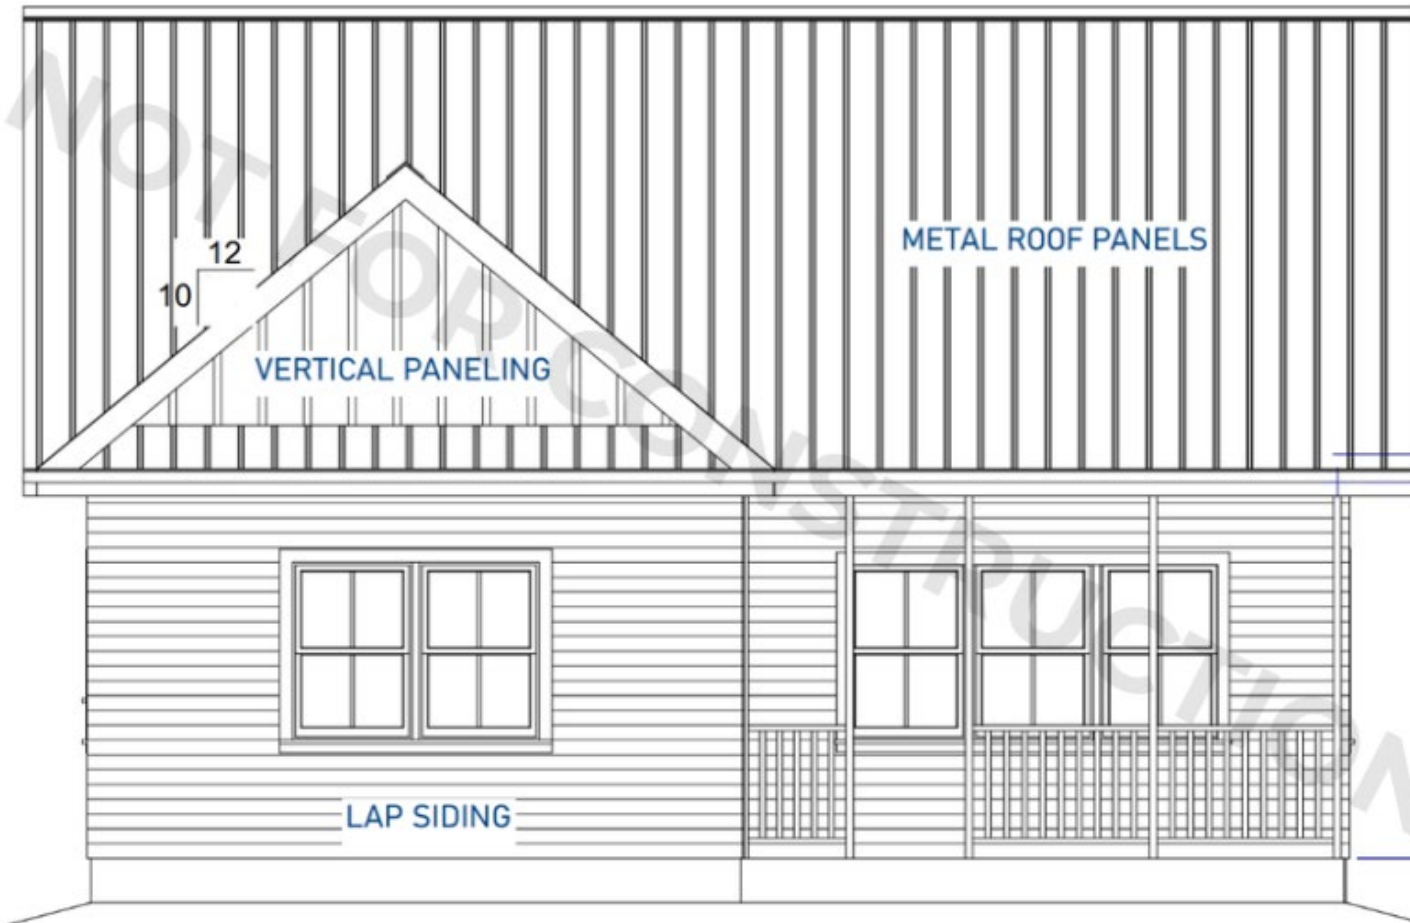 NOT FOR CONSTRUCTION
METAL ROOF PANELS
12
10
VERTICAL PANELING
LAP SIDING